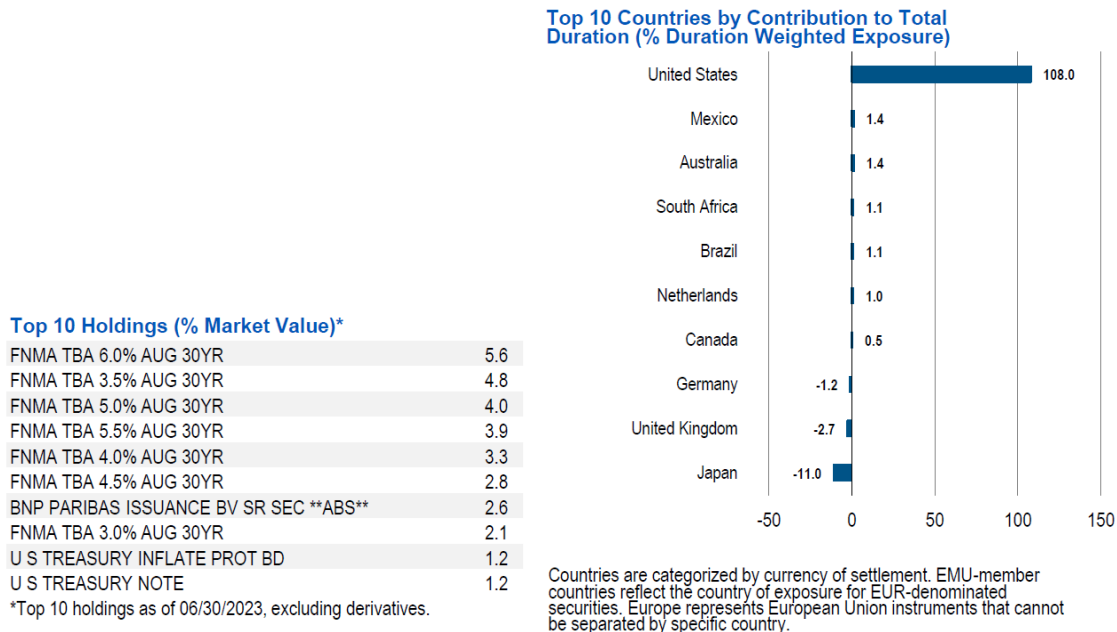 Top 10 Holdings (% Market Value)*
FNMA TBA 6.0% AUG 30YR 5.6
FNMA TBA 3.5% AUG 30YR 4.8
FNMA TBA 5.0% AUG 30YR 4.0
FNMA TBA 5.5% AUG 30YR 3.9
FNMA TBA 4.0% AUG 30YR 3.3
FNMA TBA 4.5% AUG 30YR 2.8
BNP PARIBAS ISSUANCE BV SR SEC **ABS** 2.6
FNMA TBA 3.0% AUG 30YR 2.1
U S TREASURY INFLATE PROT BD 1.2
U S TREASURY NOTE 1.2
*Top 10 holdings as of 06/30/2023, excluding derivatives.
Top 10 Countries by Contribution to Total
Duration (% Duration Weighted Exposure)
United States 108.0
Mexico 1.4
Australia 1.4
South Africa 1.1
Brazil 1.1
Netherlands 1.0
Canada 0.5
Germany -1.2
United Kingdom -2.7
Japan -11.0
-50 0 50 100 150
Countries are categorized by currency of settlement. EMU-member
countries reflect the country of exposure for EUR-denominated
securities. Europe represents European Union instruments that cannot
be separated by specific country.